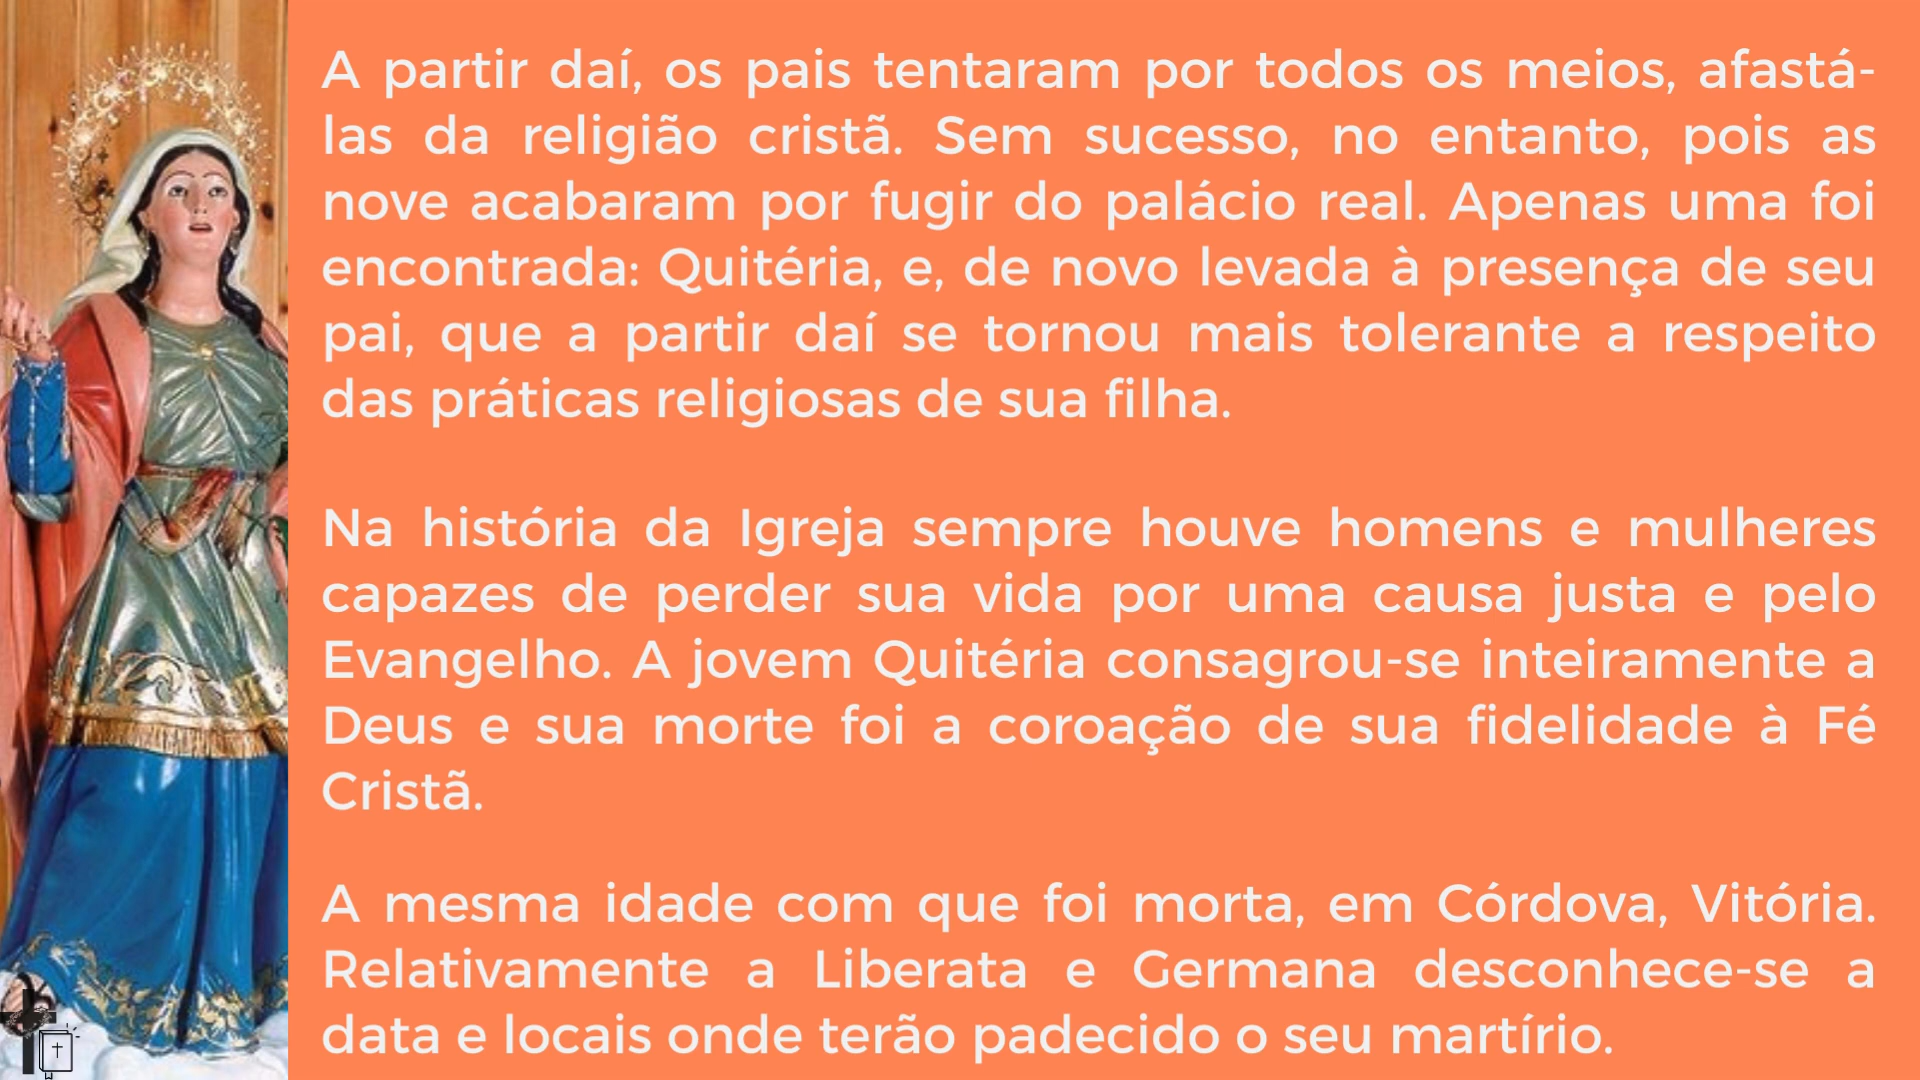 A partir daí, os pais tentaram por todos os meios, afastá-
las da religião cristã. Sem sucesso, no entanto, pois as
nove acabaram por fugir do palácio real. Apenas uma foi
encontrada: Quitéria, e, de novo levada à presença de seu
pai, que a partir daí se tornou mais tolerante a respeito
das práticas religiosas de sua filha.
Na história da Igreja sempre houve homens e mulheres
capazes de perder sua vida por uma causa justa e pelo
Evangelho. A jovem Quitéria consagrou-se inteiramente a
Deus e sua morte foi a coroação de sua fidelidade à Fé
Cristã.
A mesma idade com que foi morta, em Córdova, Vitória.
Relativamente a Liberata e Germana desconhece-se a
data e locais onde terão padecido o seu martírio.